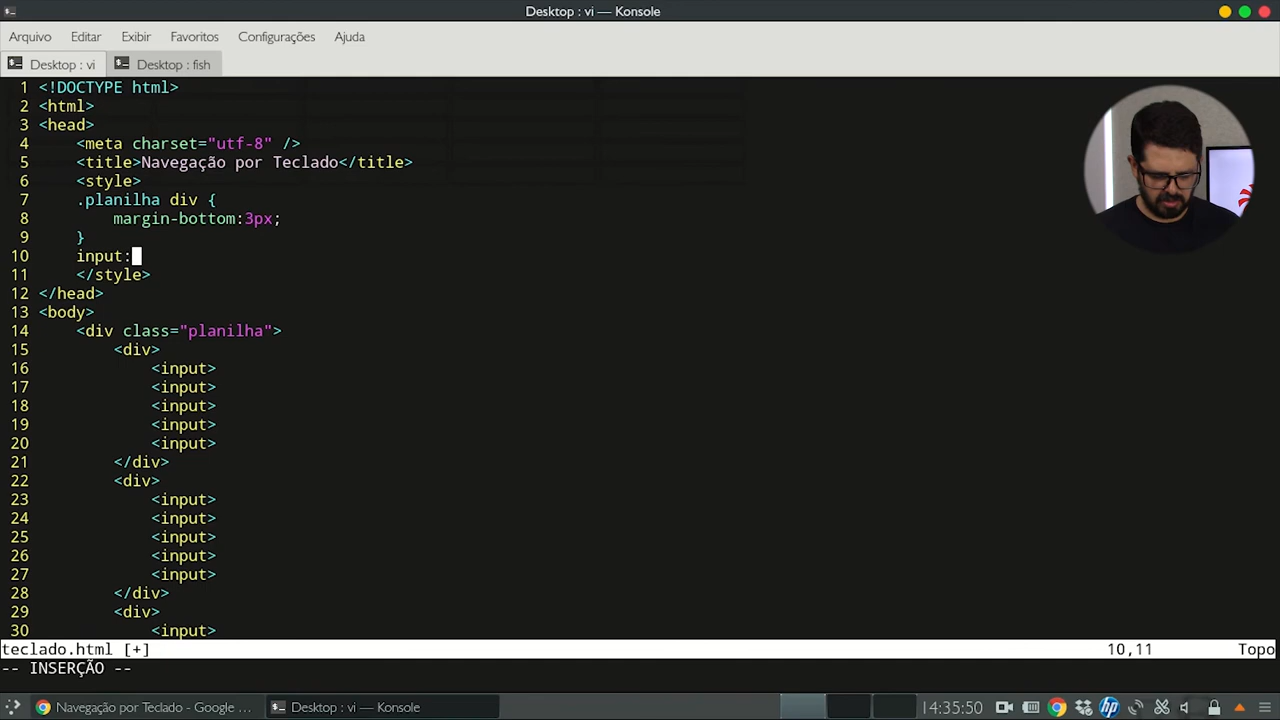 Desktop : vi — Konsole
Arquivo Editar Exibir Favoritos Configurações Ajuda
Desktop : vi Desktop : fish
1 <!DOCTYPE html>
2 <html>
3 <head>
4 <meta charset="utf-8" />
5 <title>Navegação por Teclado</title>
6 <style>
7 .planilha div {
8 margin-bottom:3px;
9 }
10 input:
11 </style>
12 </head>
13 <body>
14 <div class="planilha">
15 <div>
16 <input>
17 <input>
18 <input>
19 <input>
20 <input>
21 </div>
22 <div>
23 <input>
24 <input>
25 <input>
26 <input>
27 <input>
28 </div>
29 <div>
30 <input>
teclado.html [+] 10,11 Topo
-- INSERÇÃO --
Navegação por Teclado - Google ... Desktop : vi — Konsole 14:35:50 hp